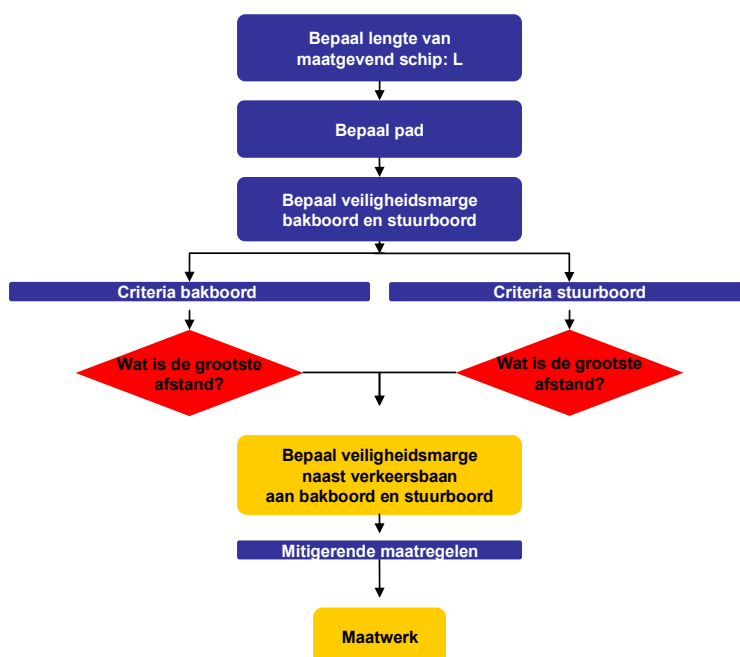 Bepaal lengte van
maatgevend schip: L
Bepaal pad
Bepaal veiligheidsmarge
bakboord en stuurboord
Criteria bakboord
Criteria stuurboord
Wat is de grootste
afstand?
Wat is de grootste
afstand?
Bepaal veiligheidsmarge
naast verkeersbaan
aan bakboord en stuurboord
Mitigerende maatregelen
Maatwerk